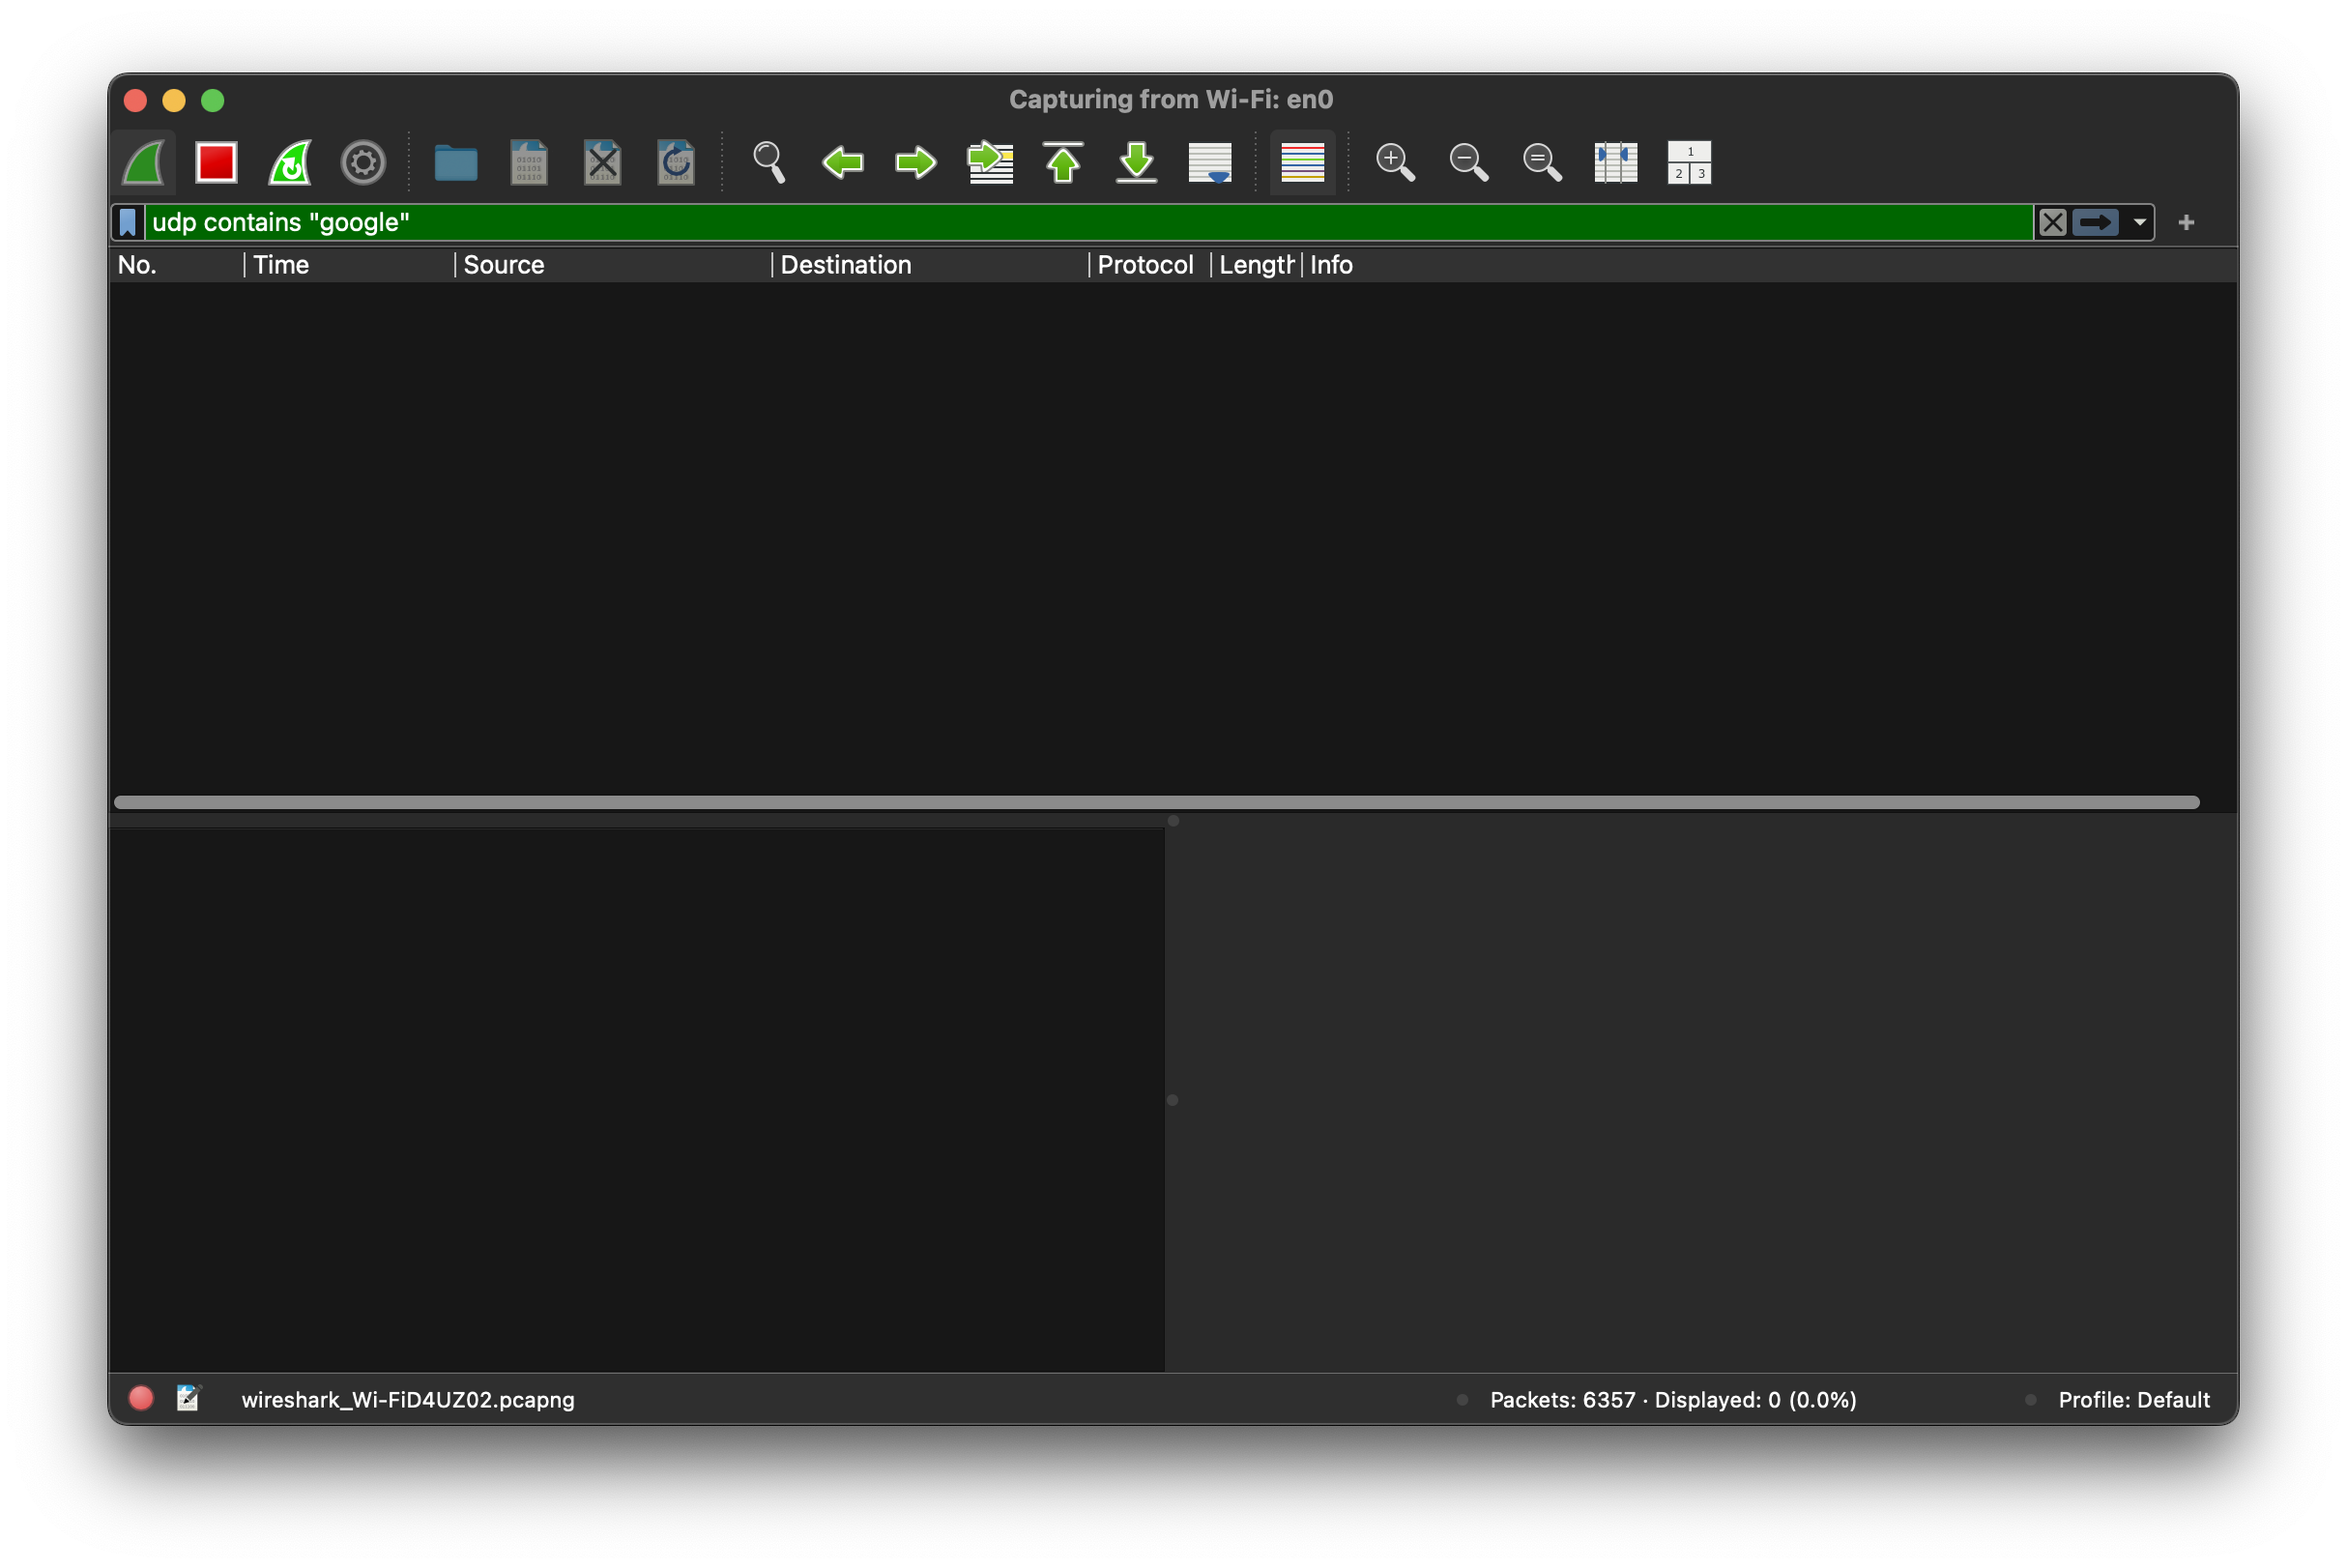 Capturing from Wi-Fi: en0
udp contains "google"
No. Time Source Destination Protocol Length Info
wireshark_Wi-FiD4UZ02.pcapng Packets: 6357 · Displayed: 0 (0.0%) Profile: Default